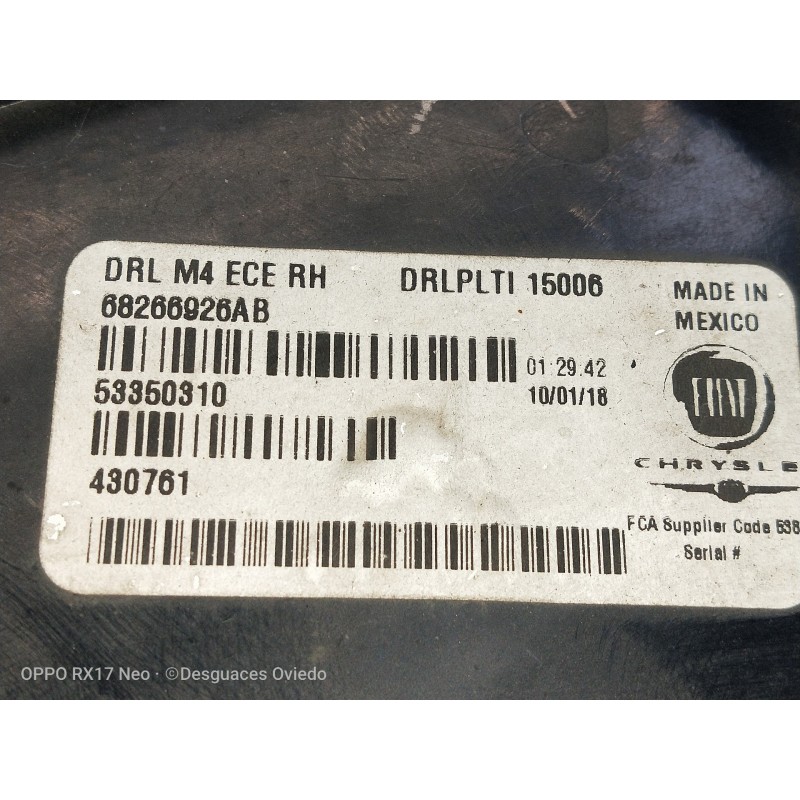 DRL M4 ECE RH DRLPLTI 15006
68266926AB
MADE IN
MEXICO
01:29:42
10/01/18
53350310
FIAT
CHRYSLE
430761
FCA Supplier Code 538
Serial #
OPPO RX17 Neo · ©Desguaces Oviedo